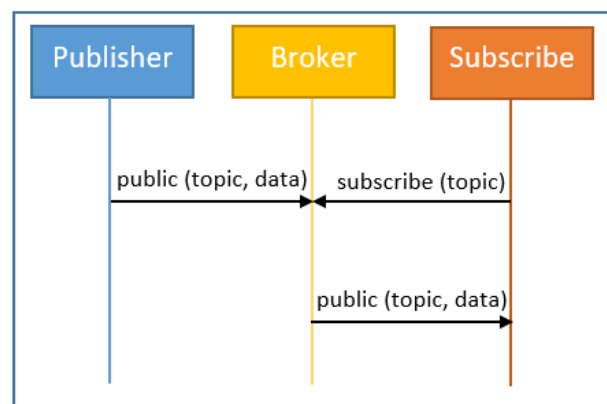 Publisher
Broker
Subscribe
public (topic, data)
subscribe (topic)
public (topic, data)